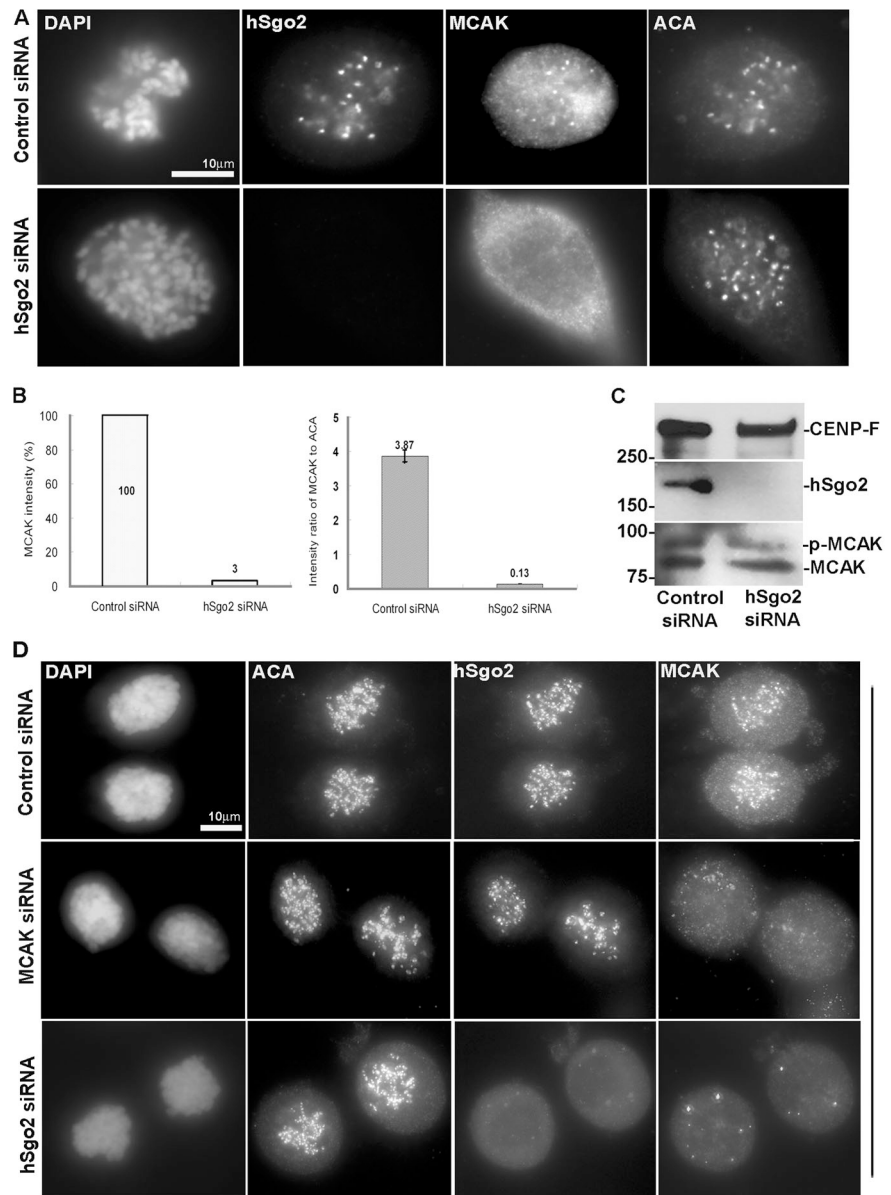 A
DAPI hSgo2 MCAK ACA
Control siRNA
10μm
hSgo2 siRNA
B
MCAK intensity (%)
100
80
60
40
20
0
100
3
Control siRNA hSgo2 siRNA
Intensity ratio of MCAK to ACA
5
4
3
2
1
0
3.87
0.13
Control siRNA hSgo2 siRNA
C
-CENP-F
250-
-hSgo2
150-
100-
-p-MCAK
-MCAK
75-
Control hSgo2
siRNA siRNA
D
DAPI ACA hSgo2 MCAK
Control siRNA
10μm
MCAK siRNA
hSgo2 siRNA